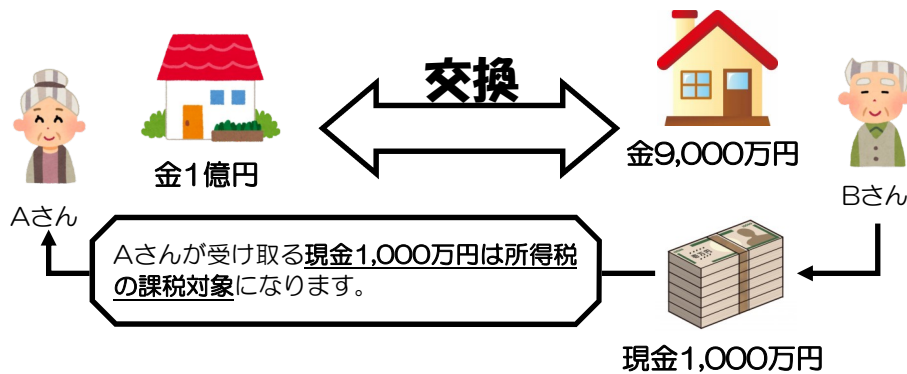 交換
金1億円
金9,000万円
Aさん
Bさん
Aさんが受け取る現金1,000万円は所得税
の課税対象になります。
現金1,000万円